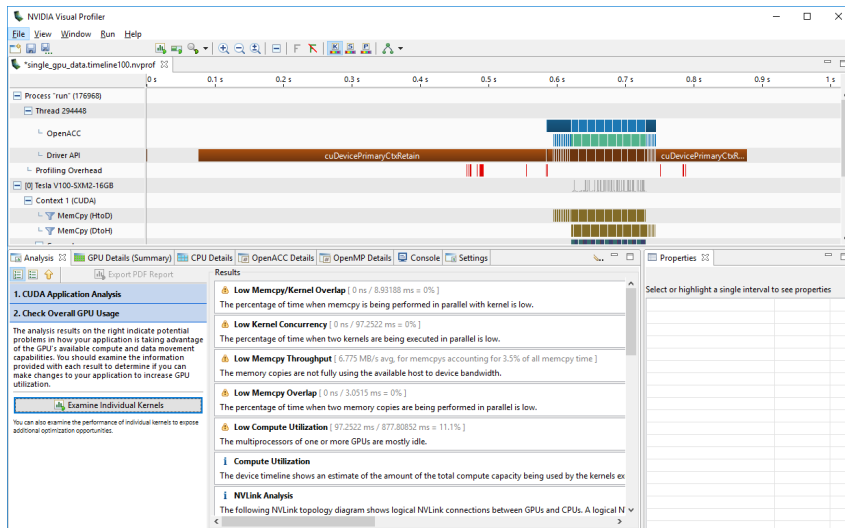 NVIDIA Visual Profiler
File View Window Run Help
*single_gpu_data.timeline100.nvprof
0 s 0.1 s 0.2 s 0.3 s 0.4 s 0.5 s 0.6 s 0.7 s 0.8 s 0.9 s 1 s
Process "run" (176968)
Thread 294448
OpenACC
Driver API
cuDevicePrimaryCtxRetain
cuDevicePrimaryCtxR...
Profiling Overhead
[0] Tesla V100-SXM2-16GB
Context 1 (CUDA)
MemCpy (HtoD)
MemCpy (DtoH)
Analysis GPU Details (Summary) CPU Details OpenACC Details OpenMP Details Console Settings
Export PDF Report
1. CUDA Application Analysis
2. Check Overall GPU Usage
The analysis results on the right indicate potential
problems in how your application is taking advantage
of the GPU's available compute and data movement
capabilities. You should examine the information
provided with each result to determine if you can
make changes to your application to increase GPU
utilization.
Examine Individual Kernels
You can also examine the performance of individual kernels to expose
additional optimization opportunities.
Results
Low Memcpy/Kernel Overlap [ 0 ns / 8.93188 ms = 0% ]
The percentage of time when memcpy is being performed in parallel with kernel is low.
Low Kernel Concurrency [ 0 ns / 97.2522 ms = 0% ]
The percentage of time when two kernels are being executed in parallel is low.
Low Memcpy Throughput [ 6.775 MB/s avg, for memcpys accounting for 3.5% of all memcpy time ]
The memory copies are not fully using the available host to device bandwidth.
Low Memcpy Overlap [ 0 ns / 3.0515 ms = 0% ]
The percentage of time when two memory copies are being performed in parallel is low.
Low Compute Utilization [ 97.2522 ms / 877.80852 ms = 11.1% ]
The multiprocessors of one or more GPUs are mostly idle.
Compute Utilization
The device timeline shows an estimate of the amount of the total compute capacity being used by the kernels ex
NVLink Analysis
The following NVLink topology diagram shows logical NVLink connections between GPUs and CPUs. A logical N
Properties
Select or highlight a single interval to see properties